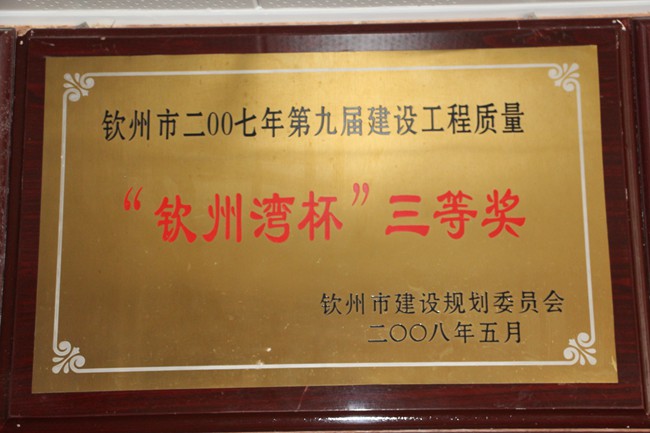 钦州市二00七年第九届建设工程质量
“钦州湾杯”三等奖
钦州市建设规划委员会
二〇〇八年五月